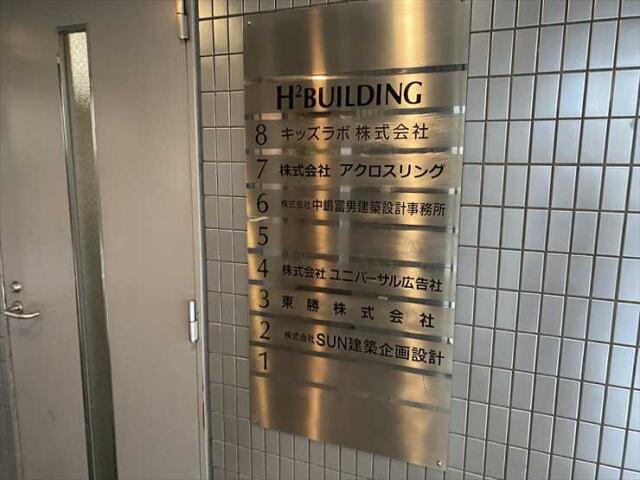 H²BUILDING
8 キッズラボ株式会社
7 株式会社 アクロスリング
6 株式会社中嶋富男建築設計事務所
5
4 株式会社ユニバーサル広告社
3 東勝株式会社
2 株式会社SUN建築企画設計
1